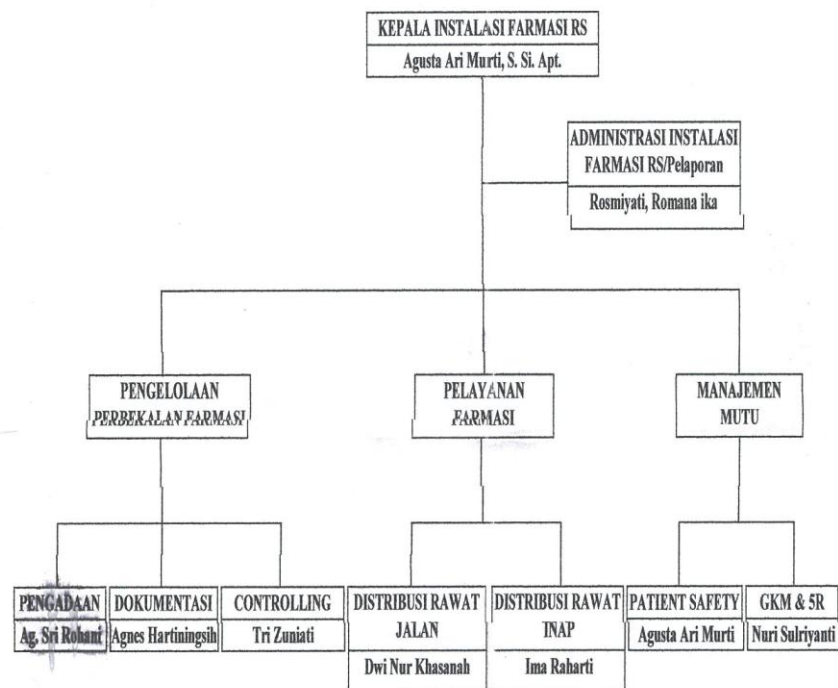 KEPALA INSTALASI FARMASI RS
Agusta Ari Murti, S. Si. Apt.
ADMINISTRASI INSTALASI
FARMASI RS/Pelaporan
Rosmiyati, Romana ika
PENGELOLAAN
PERBEKALAN FARMASI
PELAYANAN
FARMASI
MANAJEMEN
MUTU
PENGADAAN
Ag. Sri Rohani
DOKUMENTASI
Agnes Hartiningsih
CONTROLLING
Tri Zuniati
DISTRIBUSI RAWAT
JALAN
Dwi Nur Khasanah
DISTRIBUSI RAWAT
INAP
Ima Raharti
PATIENT SAFETY
Agusta Ari Murti
GKM & 5R
Nuri Sulriyanti